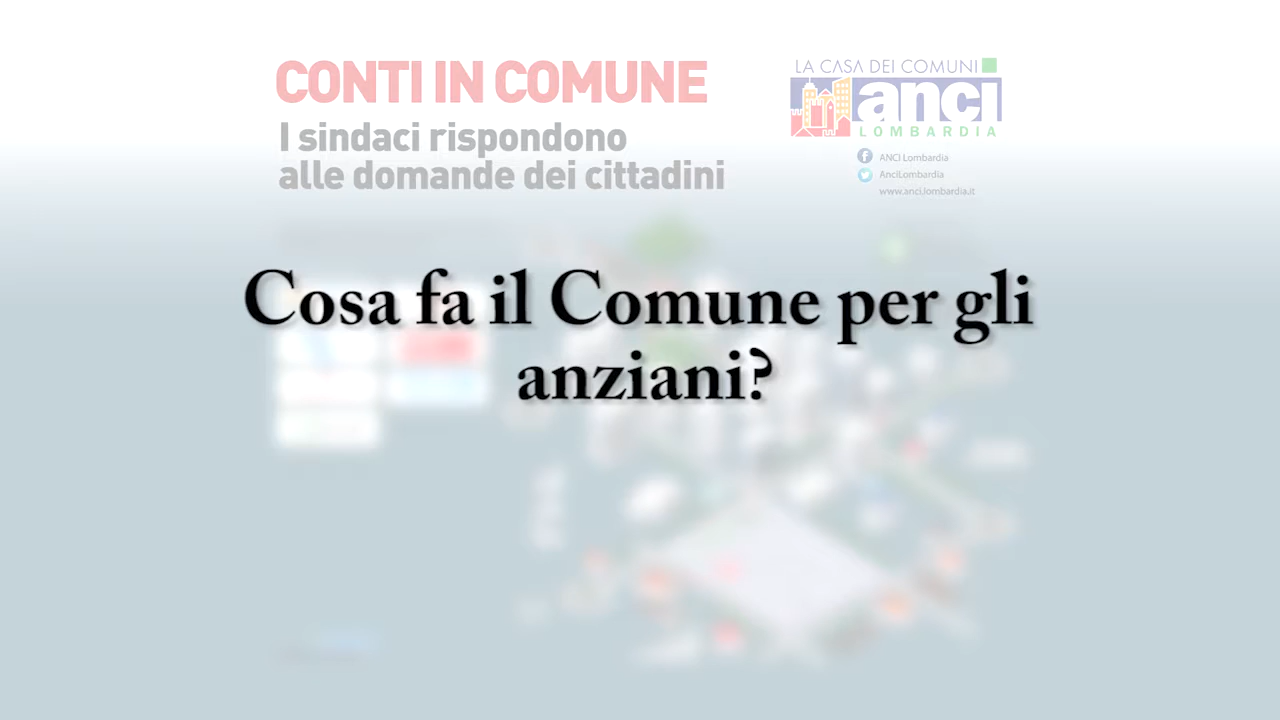 CONTI IN COMUNE
I sindaci rispondono
alle domande dei cittadini
LA CASA DEI COMUNI
anci
LOMBARDIA
ANCI Lombardia
AnciLombardia
www.anci.lombardia.it
Cosa fa il Comune per gli
anziani?